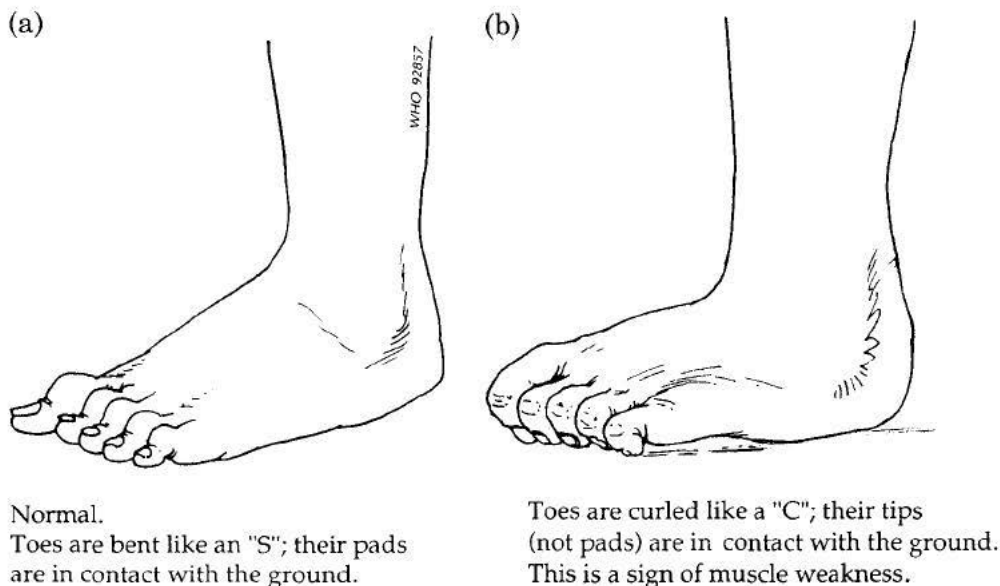 (a)
(b)
WHO 92857
Normal.
Toes are bent like an "S"; their pads
are in contact with the ground.
Toes are curled like a "C"; their tips
(not pads) are in contact with the ground.
This is a sign of muscle weakness.